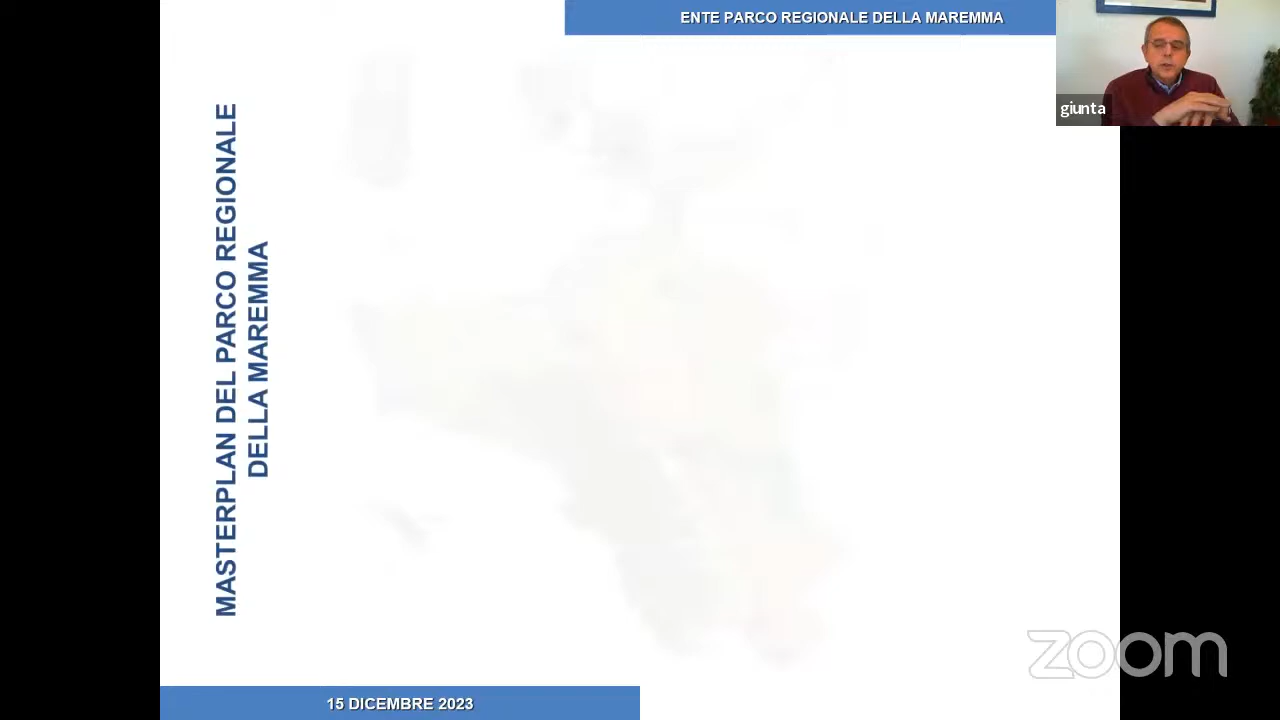 ENTE PARCO REGIONALE DELLA MAREMMA
giunta
MASTERPLAN DEL PARCO REGIONALE
DELLA MAREMMA
zoom
15 DICEMBRE 2023